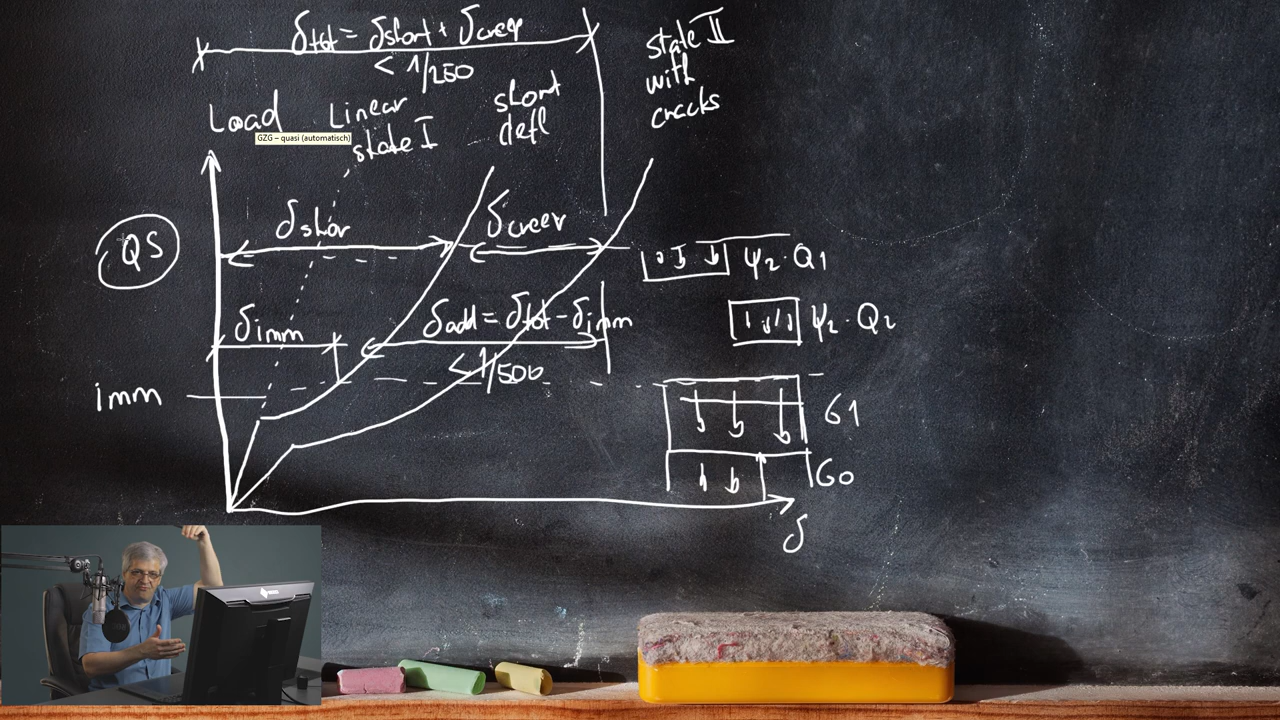 δtot = δshort + δcreep
< 1/250
state II
with
cracks
Load
Linear
state I
short
defl
GZG – quasi (automatisch)
δshor
δcreep
QS
ψ2 · Q1
δimm
δadd = δtot - δimm
ψ2 · Q2
< 1/500
imm
G1
G0
δ